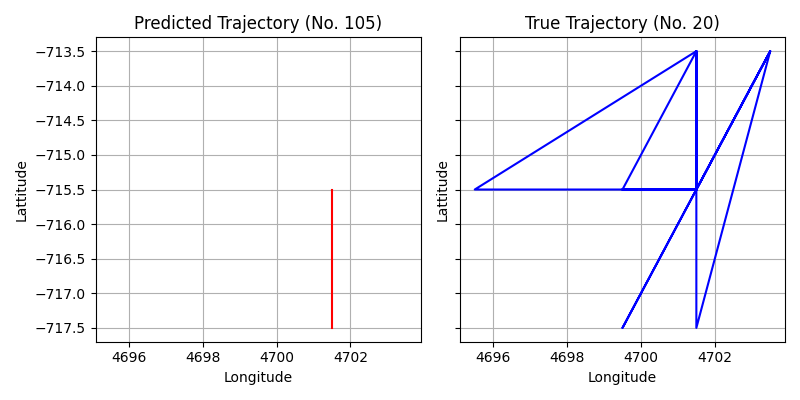 Predicted Trajectory (No. 105)
True Trajectory (No. 20)
−713.5
−714.0
−714.5
−715.0
−715.5
−716.0
−716.5
−717.0
−717.5
Lattitude
Lattitude
4696 4698 4700 4702
4696 4698 4700 4702
Longitude
Longitude